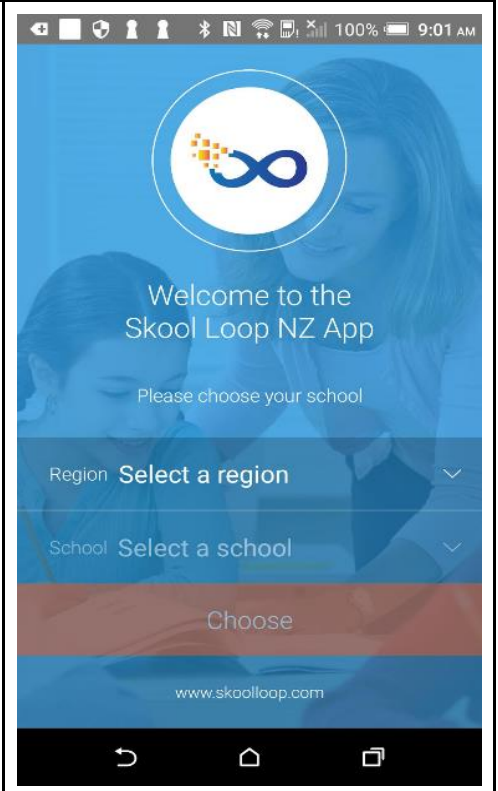 100% 9:01 AM
Welcome to the
Skool Loop NZ App
Please choose your school
Region Select a region
School Select a school
Choose
www.skoolloop.com